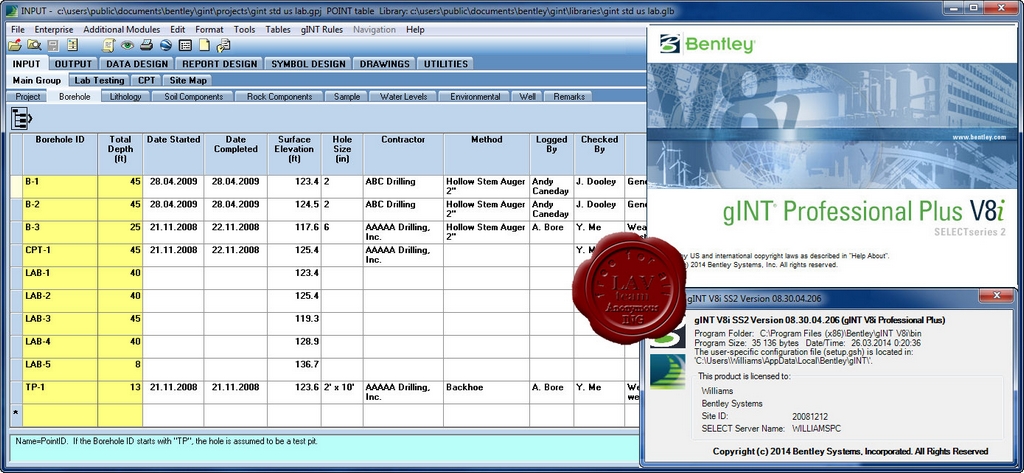 INPUT - c:\users\public\documents\bentley\gint\projects\gint std us lab.gpj POINT table Library: c:\users\public\documents\bentley\gint\libraries\gint std us lab.glb
File Enterprise Additional Modules Edit Format Tools Tables gINT Rules Navigation Help
INPUT OUTPUT DATA DESIGN REPORT DESIGN SYMBOL DESIGN DRAWINGS UTILITIES
Main Group Lab Testing CPT Site Map
Project Borehole Lithology Soil Components Rock Components Sample Water Levels Environmental Well Remarks
Borehole ID Total Depth (ft) Date Started Date Completed Surface Elevation (ft) Hole Size (in) Contractor Method Logged By Checked By
B-1 45 28.04.2009 28.04.2009 123.4 2 ABC Drilling Hollow Stem Auger 2" Andy Caneday J. Dooley
B-2 45 28.04.2009 28.04.2009 124.5 2 ABC Drilling Hollow Stem Auger 2" Andy Caneday J. Dooley
B-3 25 21.11.2008 22.11.2008 117.6 6 AAAAA Drilling, Inc. Hollow Stem Auger 2" A. Bore Y. Me
CPT-1 45 21.11.2008 22.11.2008 125.4 AAAAA Drilling, Inc.
LAB-1 40 123.4
LAB-2 40 125.4
LAB-3 45 119.3
LAB-4 40 128.9
LAB-5 8 136.7
TP-1 13 21.11.2008 21.11.2008 123.6 2' x 10' AAAAA Drilling, Inc. Backhoe A. Bore Y. Me
*
Name=PointID. If the Borehole ID starts with "TP", the hole is assumed to be a test pit.
Bentley
www.bentley.com
gINT® Professional Plus V8i
SELECTseries 2
by US and international copyright laws as described in "Help About".
(c) 2014 Bentley Systems, Inc. All rights reserved.
LAV
team
Anonymous
DiG
gINT V8i SS2 Version 08.30.04.206
gINT V8i SS2 Version 08.30.04.206 (gINT V8i Professional Plus)
Program Folder: C:\Program Files (x86)\Bentley\gINT V8i\bin
Program Size: 35 136 bytes Date/Time: 26.03.2014 0:20:36
The user-specific configuration file (setup.gsh) is located in:
'C:\Users\Williams\AppData\Local\Bentley\gINT\'.
This product is licensed to:
Williams
Bentley Systems
Site ID: 20081212
SELECT Server Name: WILLIAMSPC
Copyright (c) 2014 Bentley Systems, Incorporated. All Rights Reserved